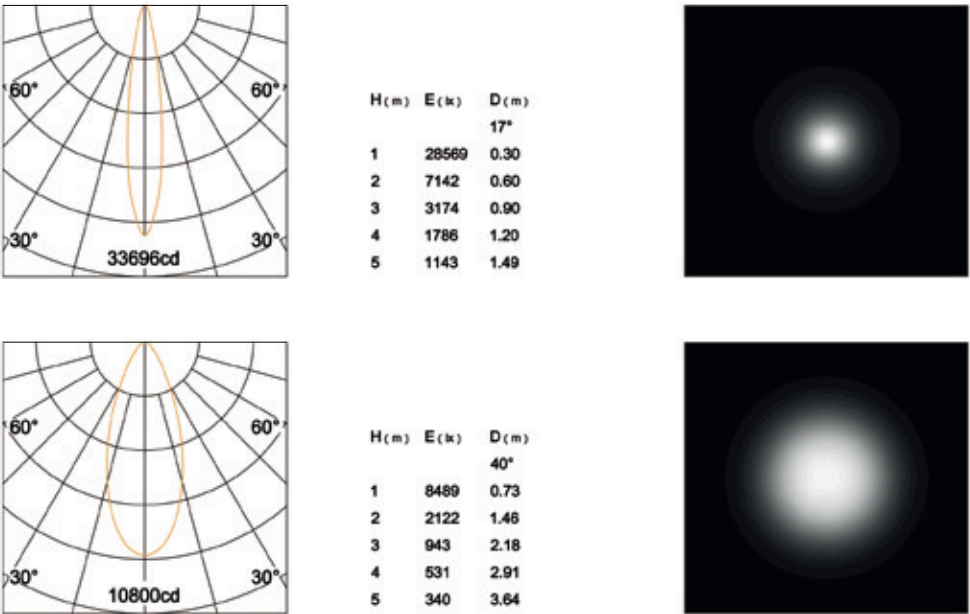 60° 60°
30° 30°
33696cd
H(m) E(lx) D(m)
17°
1 28569 0.30
2 7142 0.60
3 3174 0.90
4 1786 1.20
5 1143 1.49
60° 60°
30° 30°
10800cd
H(m) E(lx) D(m)
40°
1 8489 0.73
2 2122 1.46
3 943 2.18
4 531 2.91
5 340 3.64